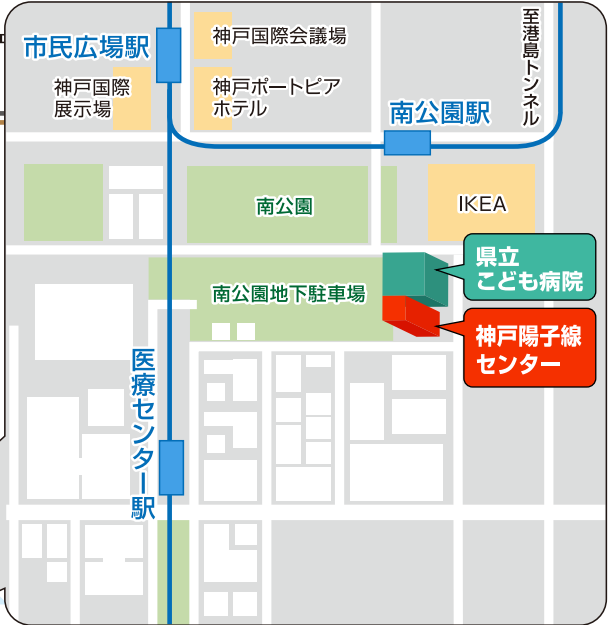 市民広場駅
神戸国際会議場
神戸国際
展示場
神戸ポートピア
ホテル
至港島トンネル
南公園駅
南公園
IKEA
県立
こども病院
南公園地下駐車場
神戸陽子線
センター
医療センター駅